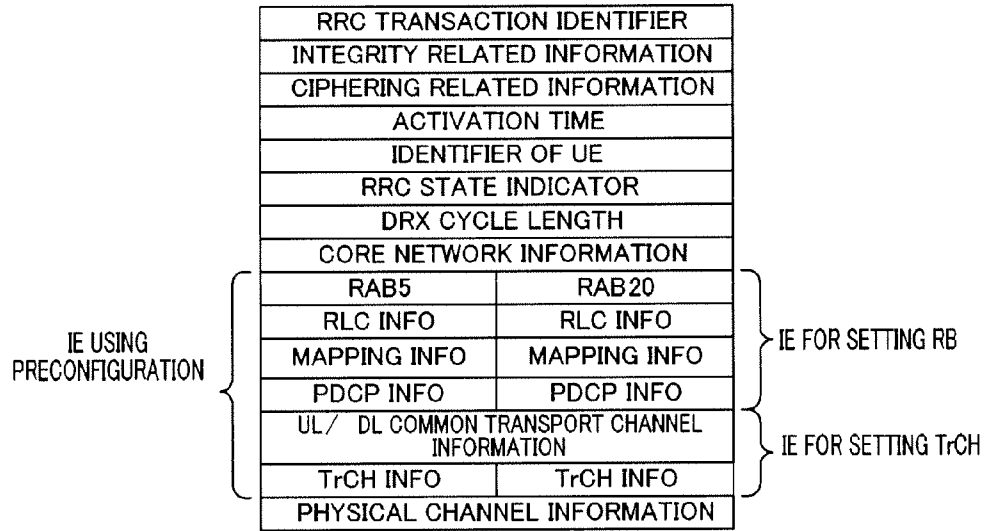 RRC TRANSACTION IDENTIFIER
INTEGRITY RELATED INFORMATION
CIPHERING RELATED INFORMATION
ACTIVATION TIME
IDENTIFIER OF UE
RRC STATE INDICATOR
DRX CYCLE LENGTH
CORE NETWORK INFORMATION
RAB5 RAB20
RLC INFO RLC INFO
MAPPING INFO MAPPING INFO
PDCP INFO PDCP INFO
UL/ DL COMMON TRANSPORT CHANNEL
INFORMATION
TrCH INFO TrCH INFO
PHYSICAL CHANNEL INFORMATION
IE USING
PRECONFIGURATION
IE FOR SETTING RB
IE FOR SETTING TrCH